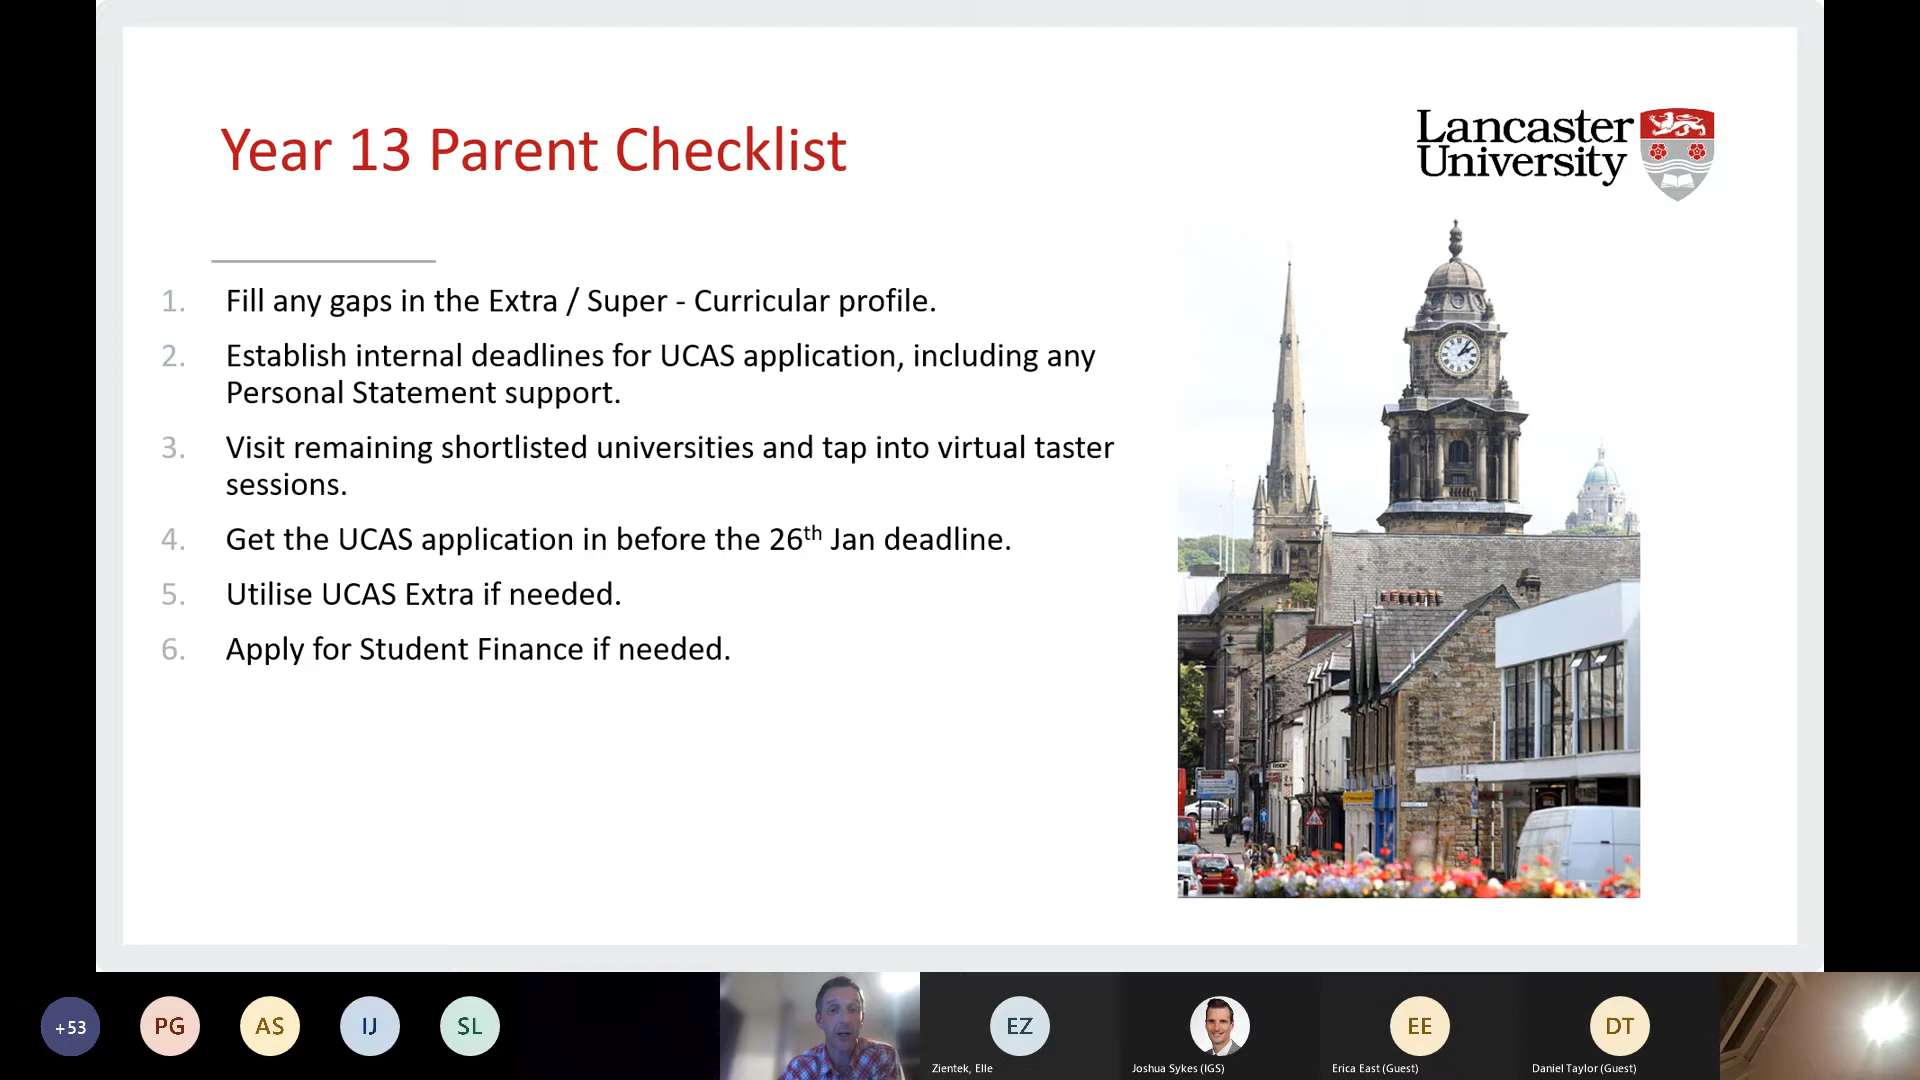 Year 13 Parent Checklist
Lancaster
University
1. Fill any gaps in the Extra / Super - Curricular profile.
2. Establish internal deadlines for UCAS application, including any
Personal Statement support.
3. Visit remaining shortlisted universities and tap into virtual taster
sessions.
4. Get the UCAS application in before the 26th Jan deadline.
5. Utilise UCAS Extra if needed.
6. Apply for Student Finance if needed.
+53
PG
AS
IJ
SL
EZ
EE
DT
Zientek, Elle
Joshua Sykes (IGS)
Erica East (Guest)
Daniel Taylor (Guest)